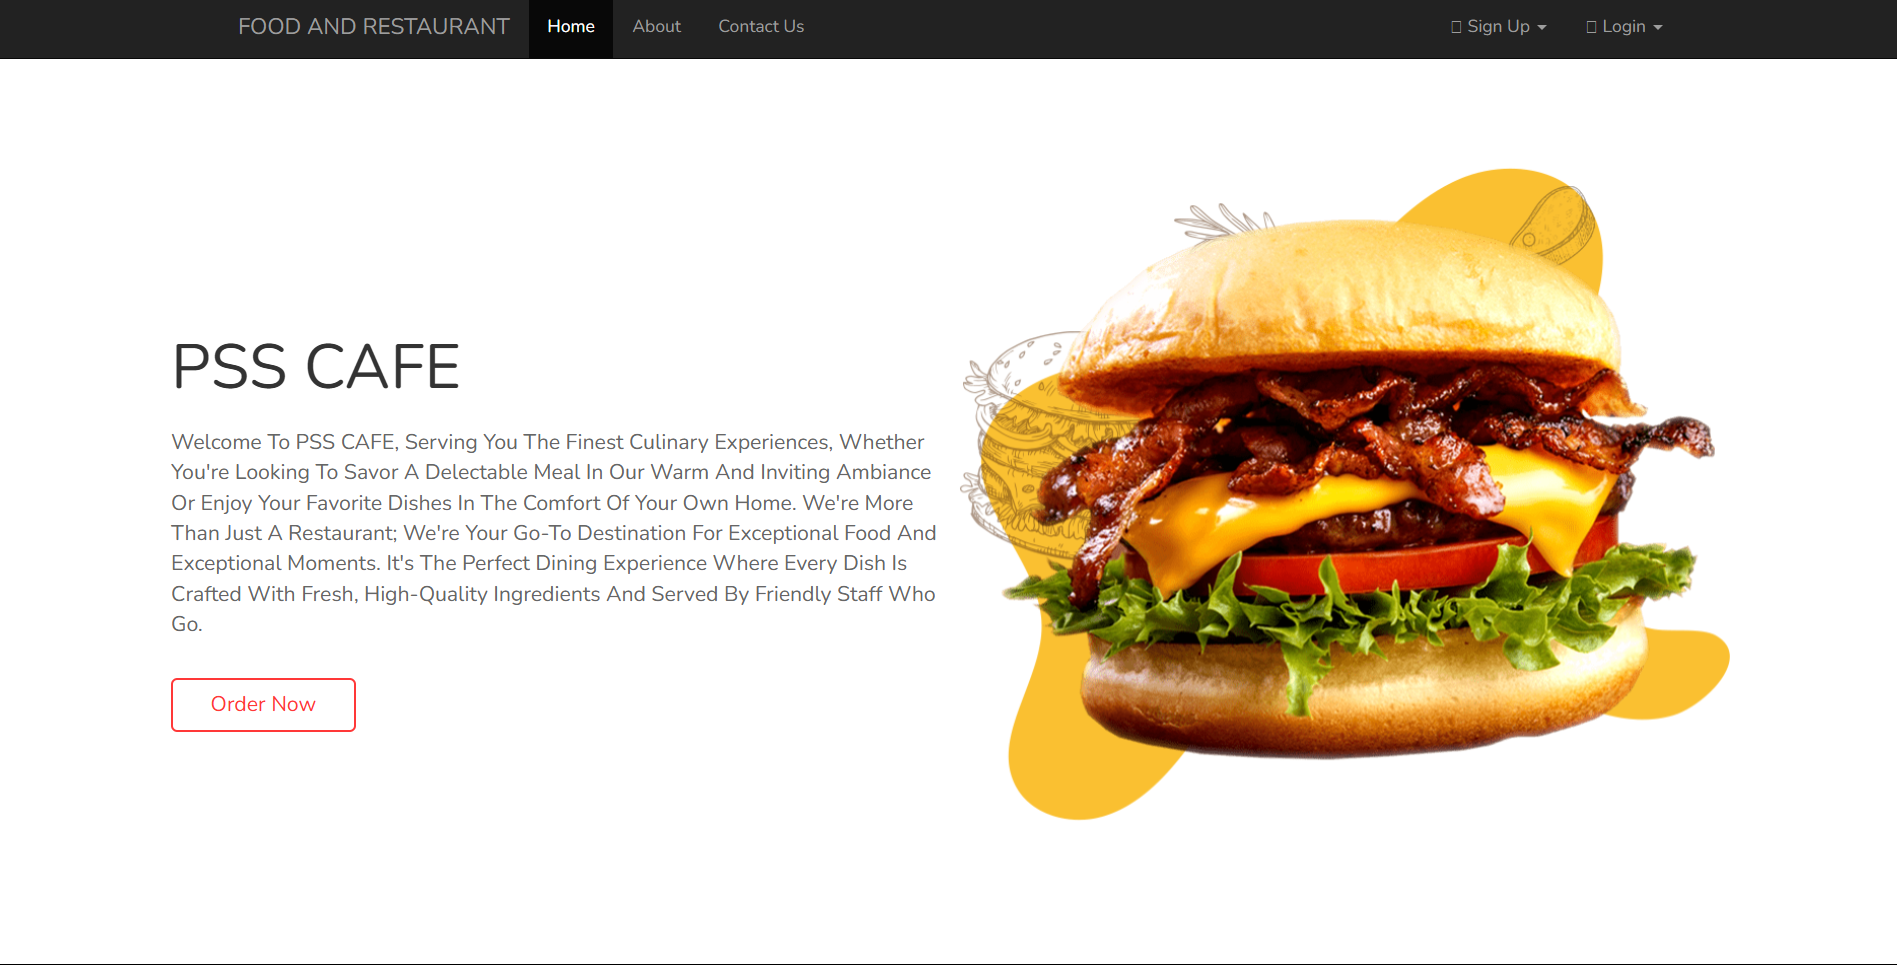 FOOD AND RESTAURANT Home About Contact Us Sign Up Login
PSS CAFE
Welcome To PSS CAFE, Serving You The Finest Culinary Experiences, Whether
You're Looking To Savor A Delectable Meal In Our Warm And Inviting Ambiance
Or Enjoy Your Favorite Dishes In The Comfort Of Your Own Home. We're More
Than Just A Restaurant; We're Your Go-To Destination For Exceptional Food And
Exceptional Moments. It's The Perfect Dining Experience Where Every Dish Is
Crafted With Fresh, High-Quality Ingredients And Served By Friendly Staff Who
Go.
Order Now